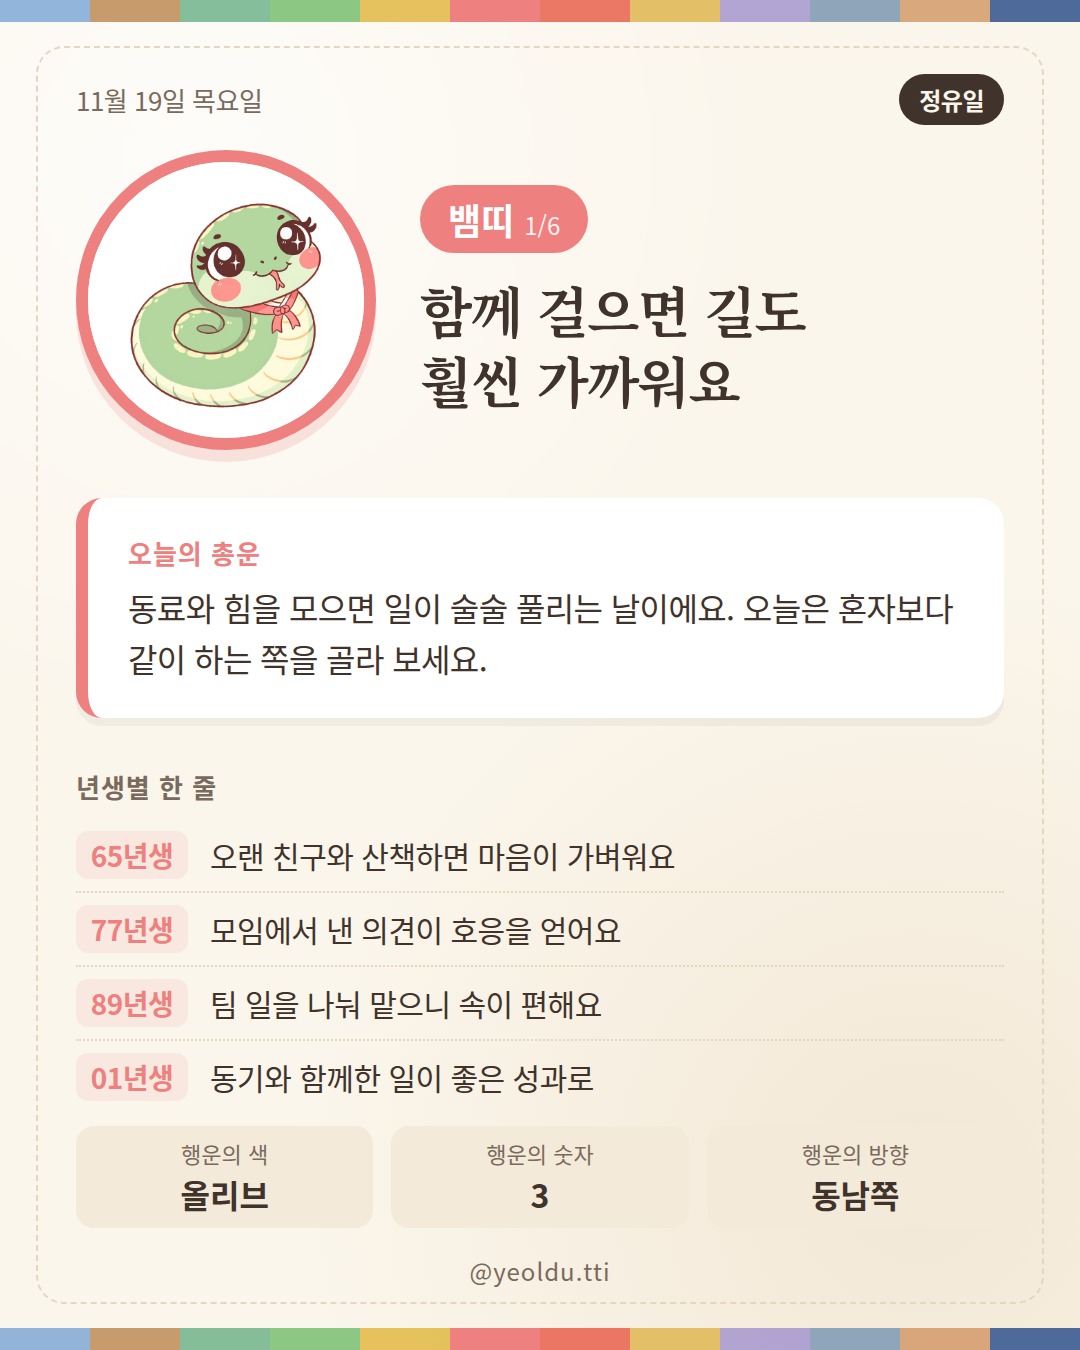 11월 19일 목요일
정유일
뱀띠 1/6
함께 걸으면 길도
훨씬 가까워요
오늘의 총운
동료와 힘을 모으면 일이 술술 풀리는 날이에요. 오늘은 혼자보다
같이 하는 쪽을 골라 보세요.
년생별 한 줄
65년생 오랜 친구와 산책하면 마음이 가벼워요
77년생 모임에서 낸 의견이 호응을 얻어요
89년생 팀 일을 나눠 맡으니 속이 편해요
01년생 동기와 함께한 일이 좋은 성과로
행운의 색
올리브
행운의 숫자
3
행운의 방향
동남쪽
@yeoldu.tti